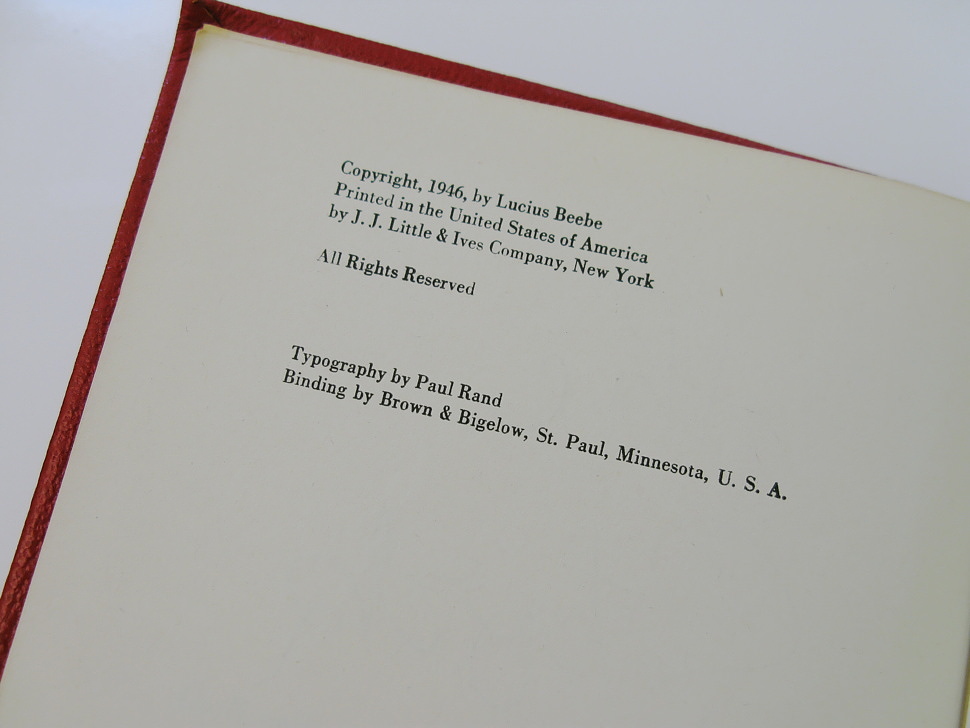 Copyright, 1946, by Lucius Beebe
Printed in the United States of America
by J. J. Little & Ives Company, New York
All Rights Reserved
Typography by Paul Rand
Binding by Brown & Bigelow, St. Paul, Minnesota, U. S. A.